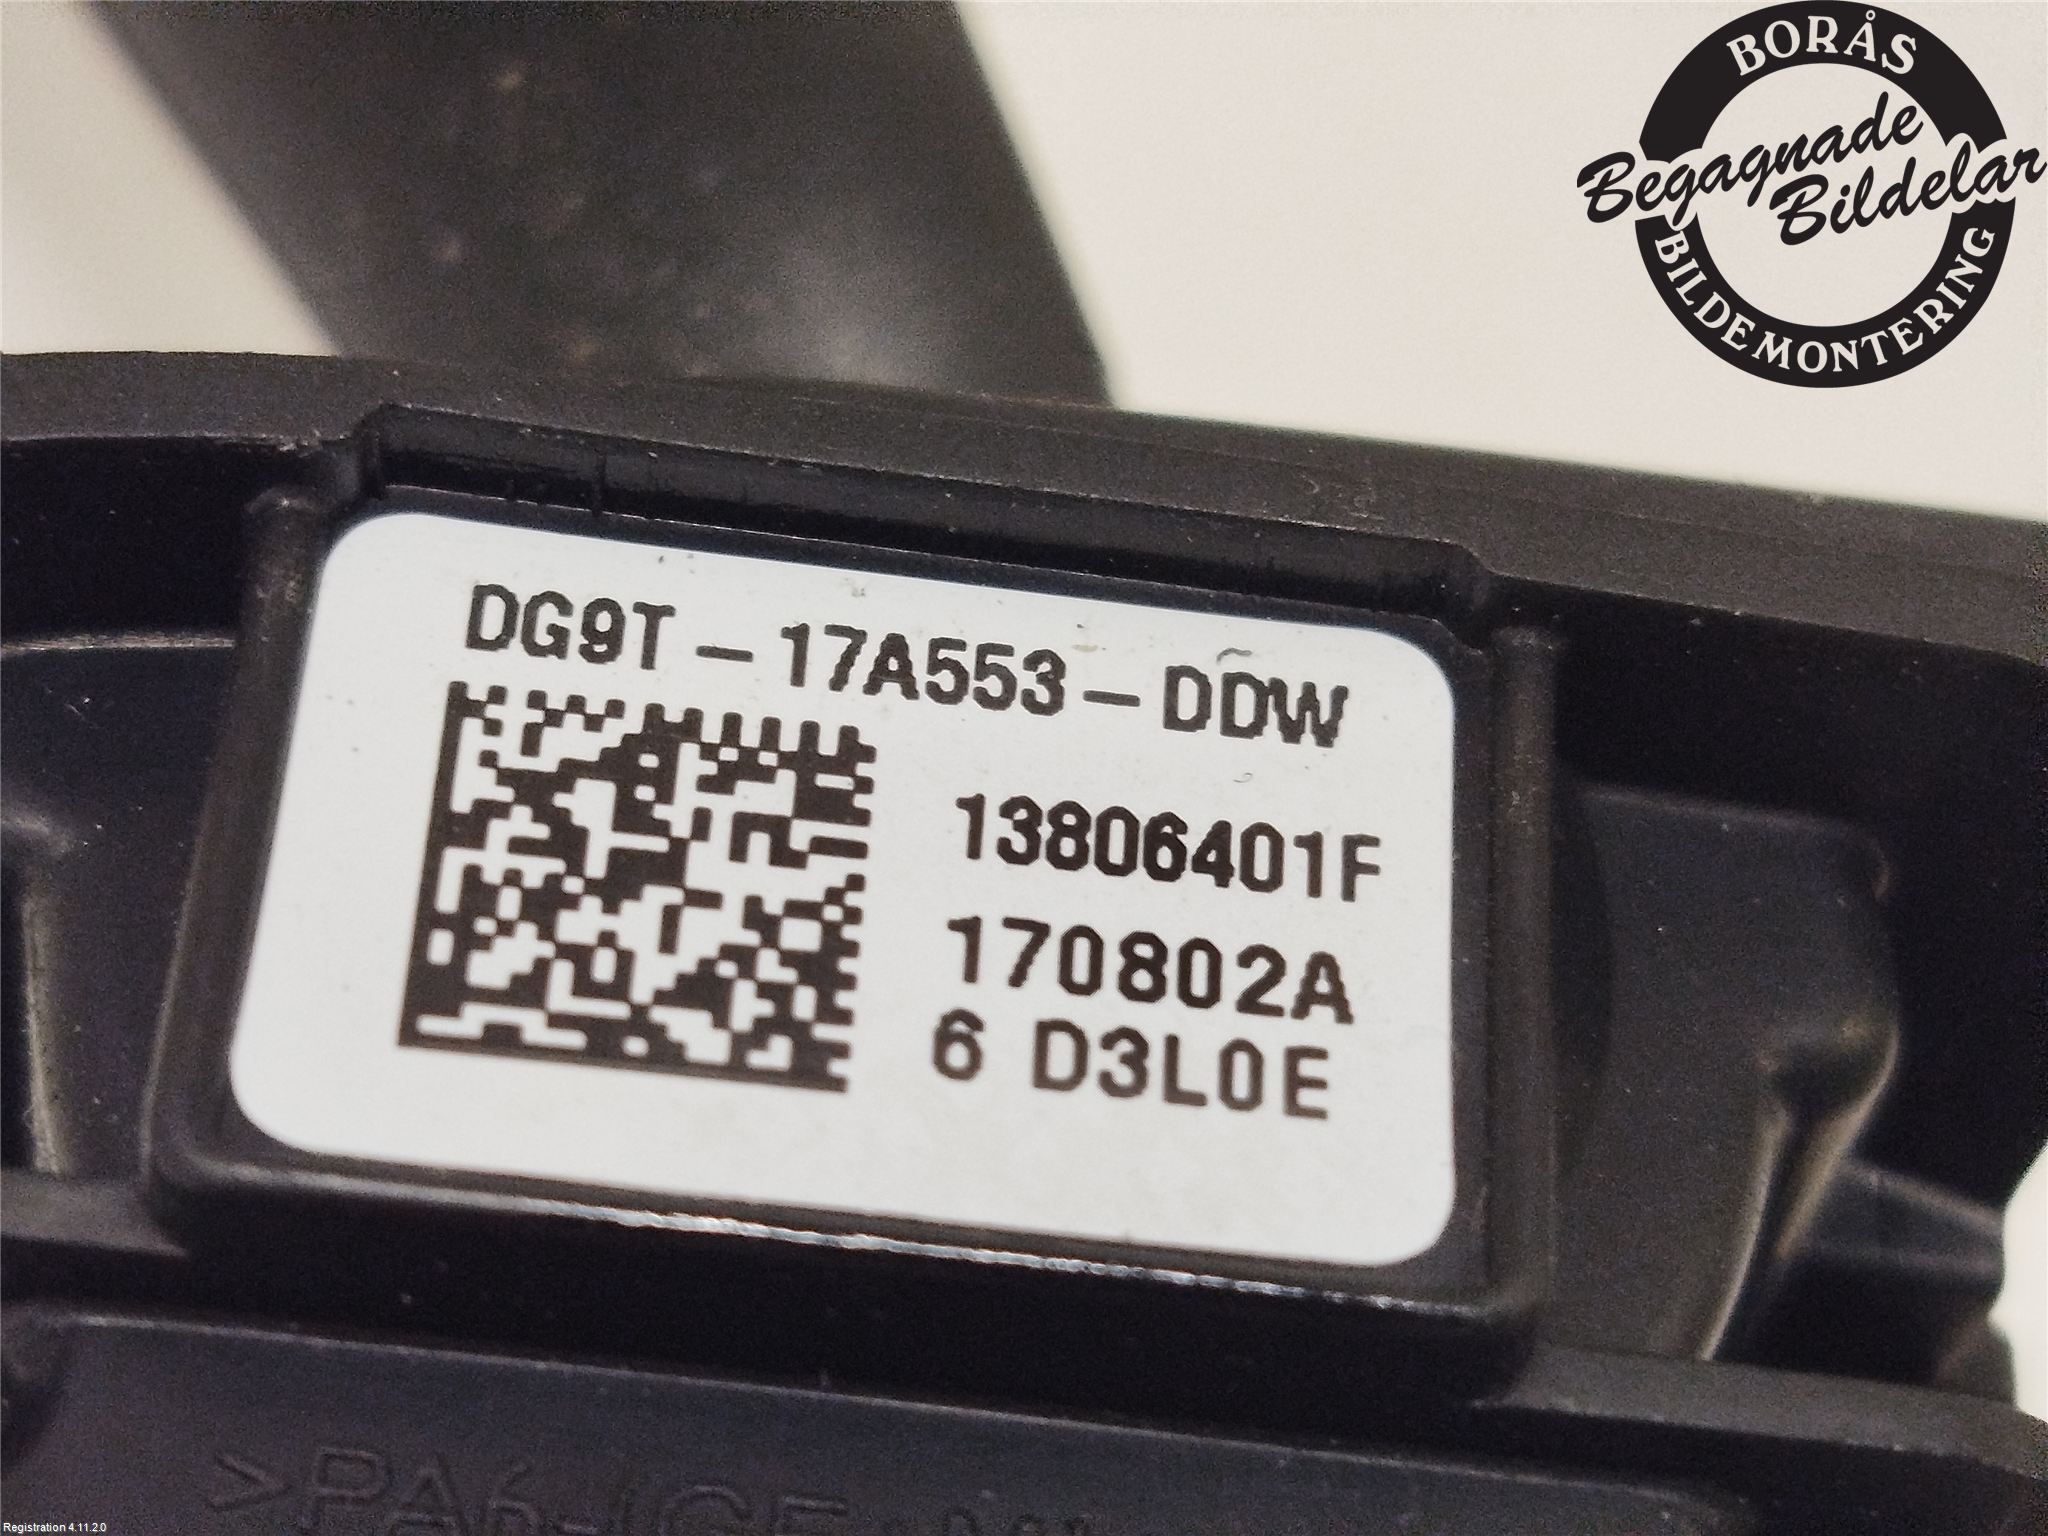 BORÅS
Begagnade
Bildelar
BILDEMONTERING
DG9T-17A553-DDW
13806401F
170802A
6 D3L0E
Registration 4.11.2.0